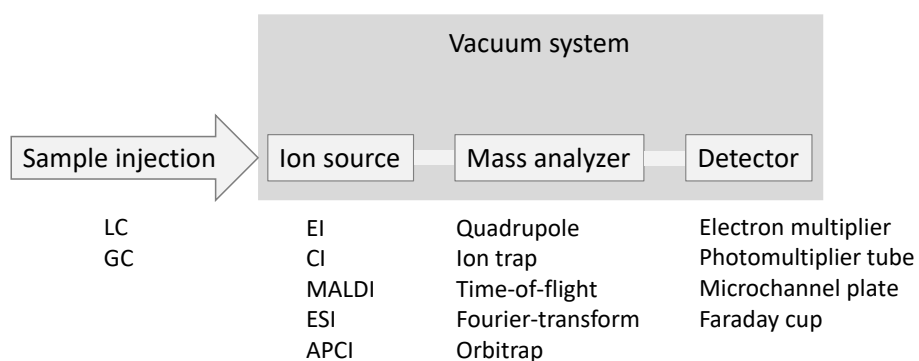 Vacuum system
Sample injection
Ion source
Mass analyzer
Detector
LC
GC
EI
CI
MALDI
ESI
APCI
Quadrupole
Ion trap
Time-of-flight
Fourier-transform
Orbitrap
Electron multiplier
Photomultiplier tube
Microchannel plate
Faraday cup